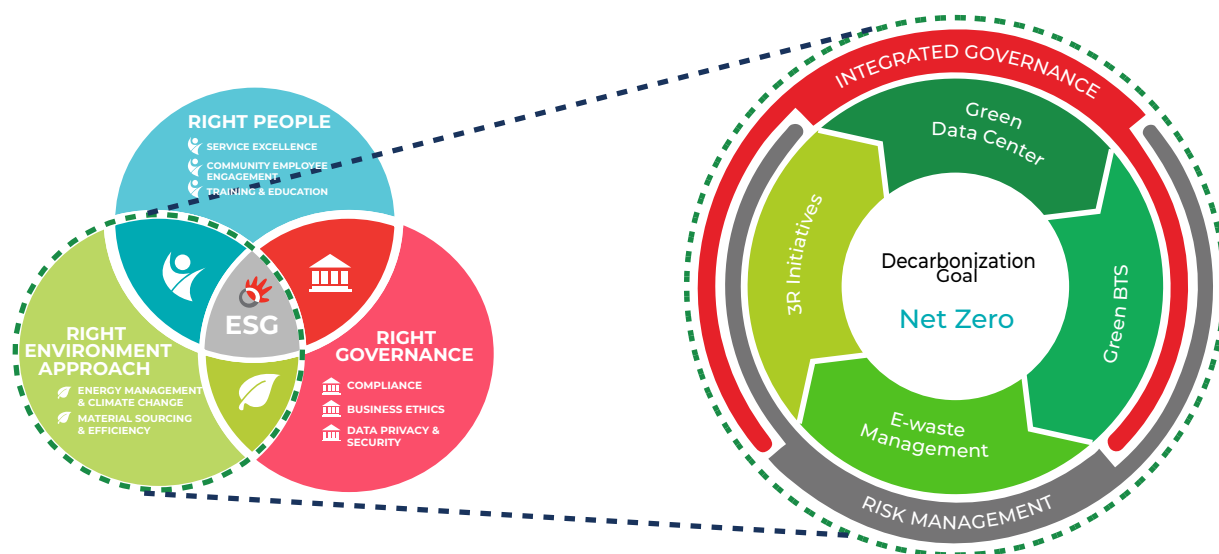 RIGHT PEOPLE
SERVICE EXCELLENCE
COMMUNITY EMPLOYEE
ENGAGEMENT
TRAINING & EDUCATION
ESG
RIGHT
ENVIRONMENT
APPROACH
ENERGY MANAGEMENT
& CLIMATE CHANGE
MATERIAL SOURCING
& EFFICIENCY
RIGHT
GOVERNANCE
COMPLIANCE
BUSINESS ETHICS
DATA PRIVACY &
SECURITY
INTEGRATED GOVERNANCE
Green
Data Center
3R Initiatives
Decarbonization
Goal
Net Zero
Green BTS
E-waste
Management
RISK MANAGEMENT